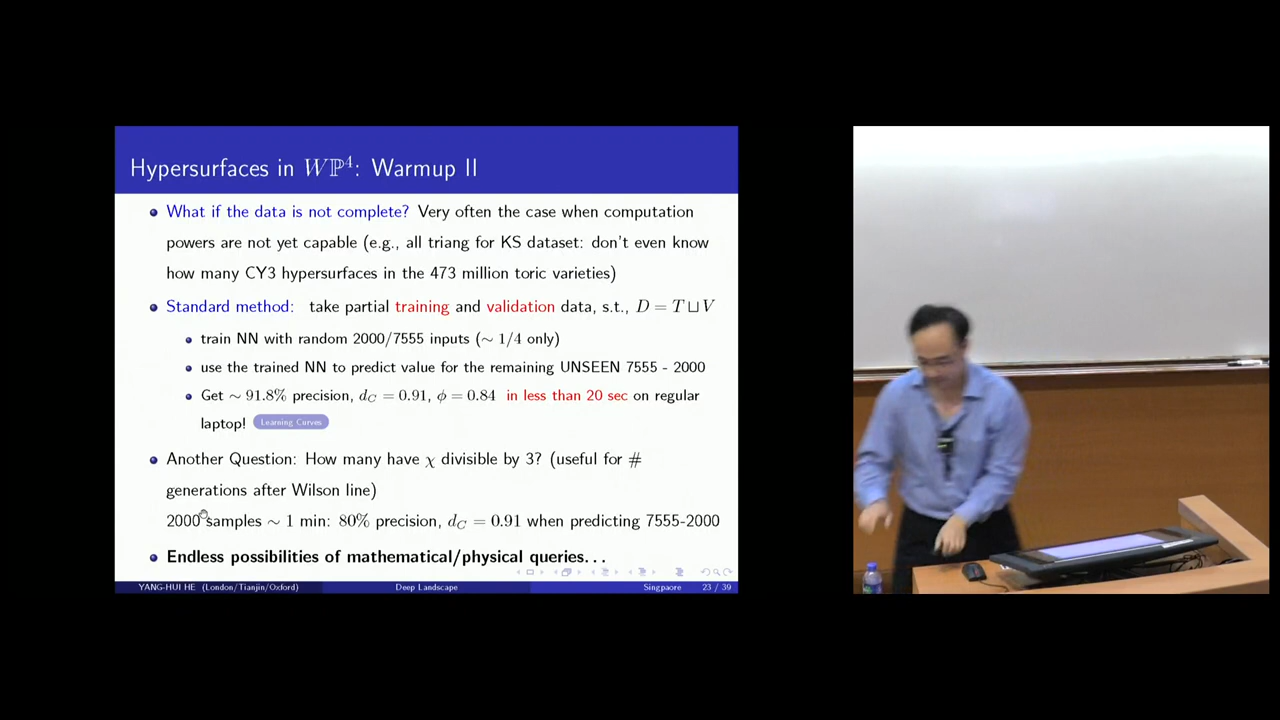 Hypersurfaces in Wℙ⁴: Warmup II
What if the data is not complete? Very often the case when computation
powers are not yet capable (e.g., all triang for KS dataset: don't even know
how many CY3 hypersurfaces in the 473 million toric varieties)
Standard method: take partial training and validation data, s.t., D = T ⊔ V
train NN with random 2000/7555 inputs (∼ 1/4 only)
use the trained NN to predict value for the remaining UNSEEN 7555 - 2000
Get ∼ 91.8% precision, d_C = 0.91, ϕ = 0.84 in less than 20 sec on regular
laptop! Learning Curves
Another Question: How many have χ divisible by 3? (useful for #
generations after Wilson line)
2000 samples ∼ 1 min: 80% precision, d_C = 0.91 when predicting 7555-2000
Endless possibilities of mathematical/physical queries...
YANG-HUI HE (London/Tianjin/Oxford) Deep Landscape Singpaore 23 / 39